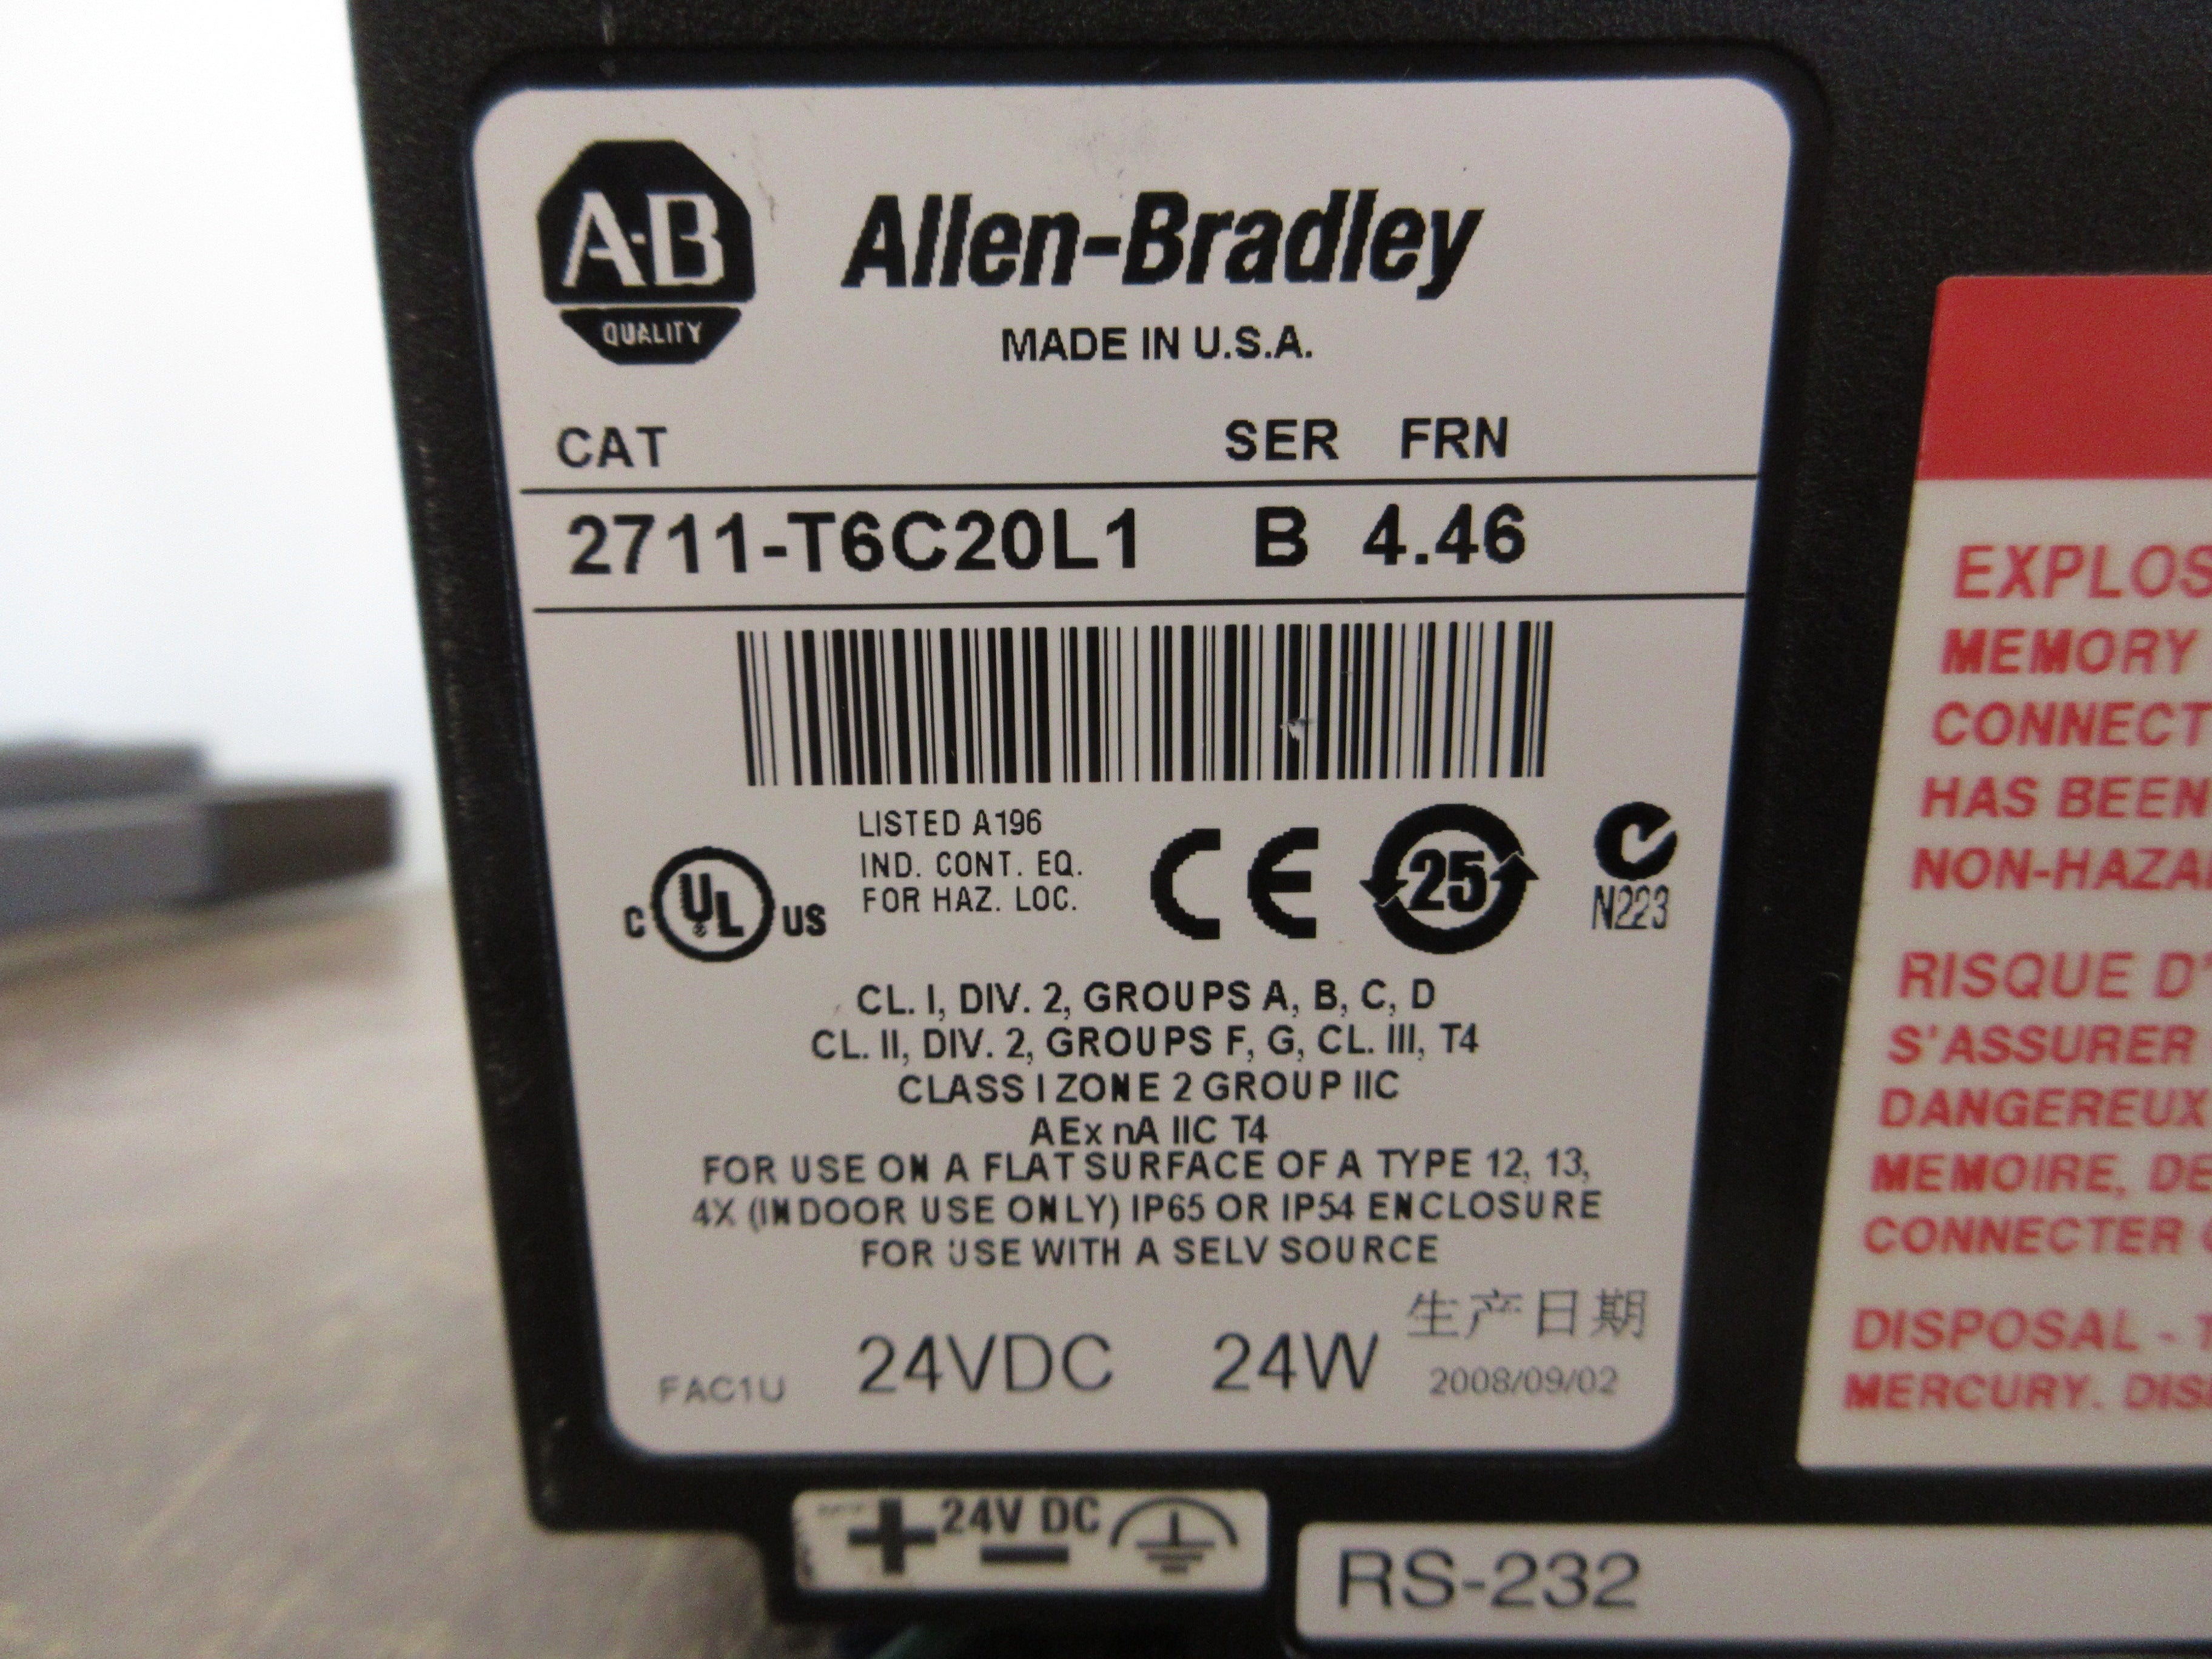 A-B
QUALITY
Allen-Bradley
MADE IN U.S.A.
CAT SER FRN
2711-T6C20L1 B 4.46
LISTED A196
IND. CONT. EQ.
FOR HAZ. LOC.
C UL ® US
CE
25
N223
CL. I, DIV. 2, GROUPS A, B, C, D
CL. II, DIV. 2, GROUPS F, G, CL. III, T4
CLASS I ZONE 2 GROUP IIC
AEx nA IIC T4
FOR USE ON A FLAT SURFACE OF A TYPE 12, 13,
4X (INDOOR USE ONLY) IP65 OR IP54 ENCLOSURE
FOR USE WITH A SELV SOURCE
生产日期
FAC1U 24VDC 24W 2008/09/02
+ 24V DC −
RS-232
EXPLOS
MEMORY
CONNECT
HAS BEEN
NON-HAZA
RISQUE D'
S'ASSURER
DANGEREUX
MEMOIRE, DE
CONNECTER
DISPOSAL -
MERCURY. DIS